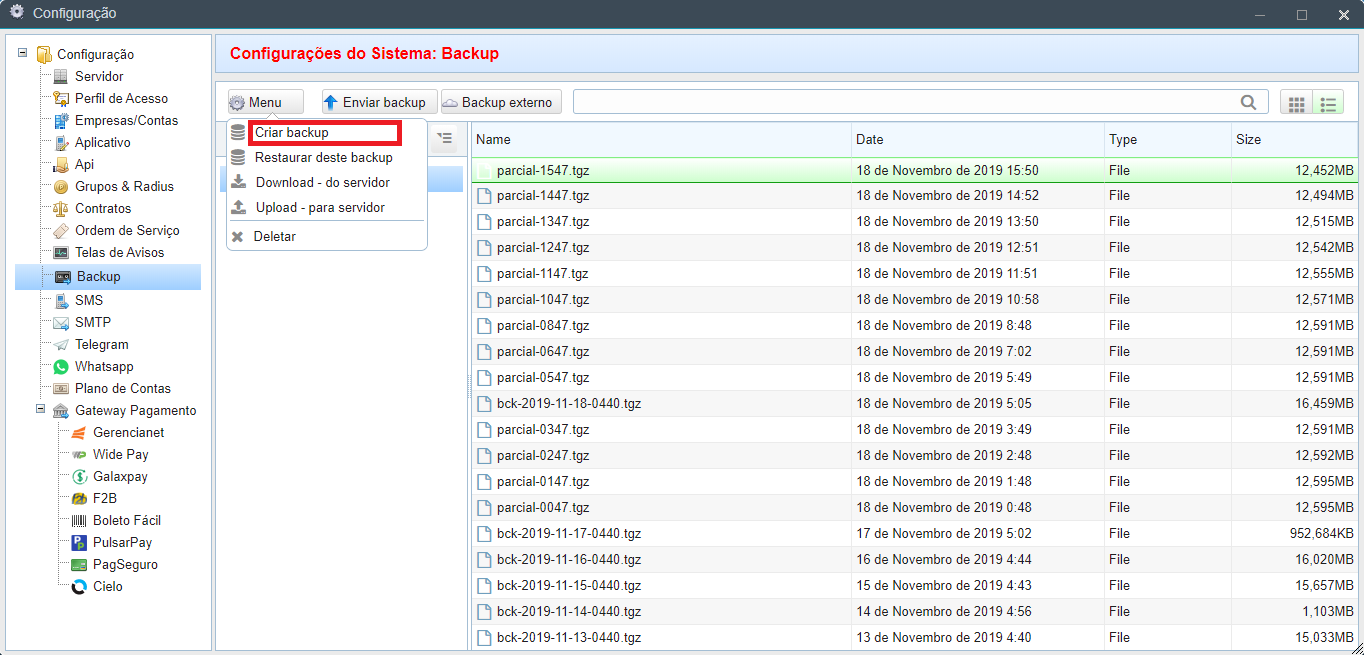 Configuração
Configuração
Servidor
Perfil de Acesso
Empresas/Contas
Aplicativo
Api
Grupos & Radius
Contratos
Ordem de Serviço
Telas de Avisos
Backup
SMS
SMTP
Telegram
Whatsapp
Plano de Contas
Gateway Pagamento
Gerencianet
Wide Pay
Galaxpay
F2B
Boleto Fácil
PulsarPay
PagSeguro
Cielo
Configurações do Sistema: Backup
Menu Enviar backup Backup externo
Criar backup
Restaurar deste backup
Download - do servidor
Upload - para servidor
Deletar
Name Date Type Size
parcial-1547.tgz 18 de Novembro de 2019 15:50 File 12,452MB
parcial-1447.tgz 18 de Novembro de 2019 14:52 File 12,494MB
parcial-1347.tgz 18 de Novembro de 2019 13:50 File 12,515MB
parcial-1247.tgz 18 de Novembro de 2019 12:51 File 12,542MB
parcial-1147.tgz 18 de Novembro de 2019 11:51 File 12,555MB
parcial-1047.tgz 18 de Novembro de 2019 10:58 File 12,571MB
parcial-0847.tgz 18 de Novembro de 2019 8:48 File 12,591MB
parcial-0647.tgz 18 de Novembro de 2019 7:02 File 12,591MB
parcial-0547.tgz 18 de Novembro de 2019 5:49 File 12,591MB
bck-2019-11-18-0440.tgz 18 de Novembro de 2019 5:05 File 16,459MB
parcial-0347.tgz 18 de Novembro de 2019 3:49 File 12,591MB
parcial-0247.tgz 18 de Novembro de 2019 2:48 File 12,592MB
parcial-0147.tgz 18 de Novembro de 2019 1:48 File 12,595MB
parcial-0047.tgz 18 de Novembro de 2019 0:48 File 12,595MB
bck-2019-11-17-0440.tgz 17 de Novembro de 2019 5:02 File 952,684KB
bck-2019-11-16-0440.tgz 16 de Novembro de 2019 4:44 File 16,020MB
bck-2019-11-15-0440.tgz 15 de Novembro de 2019 4:43 File 15,657MB
bck-2019-11-14-0440.tgz 14 de Novembro de 2019 4:56 File 1,103MB
bck-2019-11-13-0440.tgz 13 de Novembro de 2019 4:40 File 15,033MB